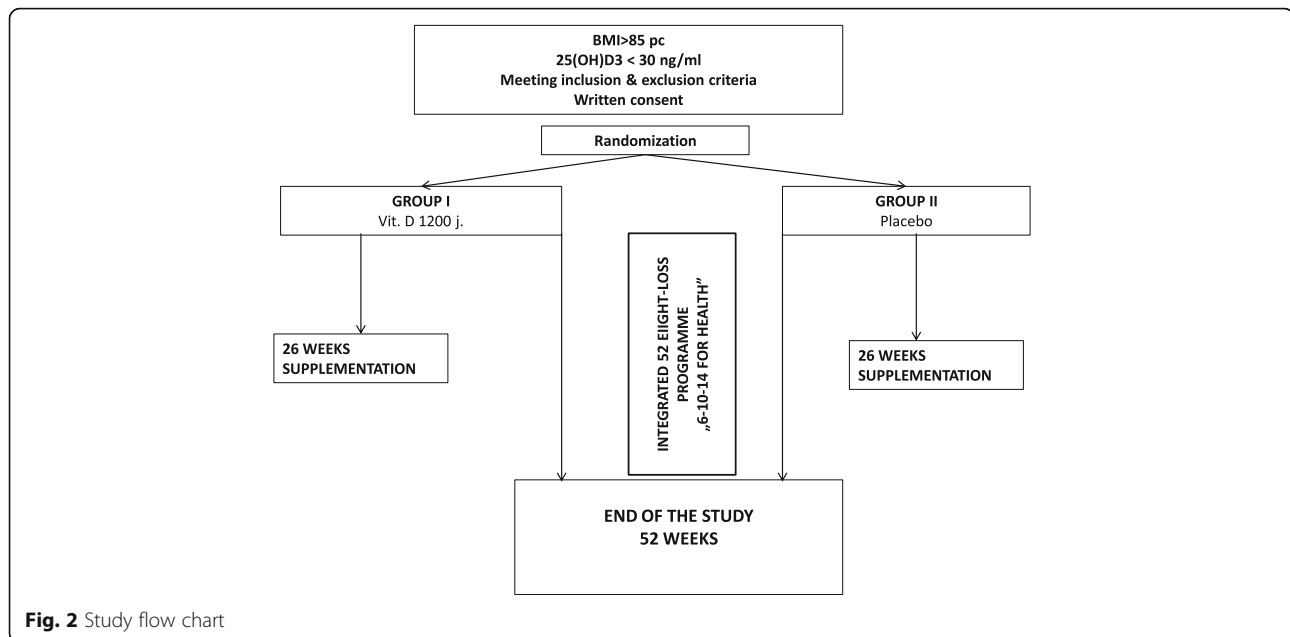 BMI>85 pc
25(OH)D3 < 30 ng/ml
Meeting inclusion & exclusion criteria
Written consent
Randomization
GROUP I
Vit. D 1200 j.
GROUP II
Placebo
26 WEEKS
SUPPLEMENTATION
INTEGRATED 52 EIIGHT-LOSS
PROGRAMME
„6-10-14 FOR HEALTH”
26 WEEKS
SUPPLEMENTATION
END OF THE STUDY
52 WEEKS
Fig. 2 Study flow chart